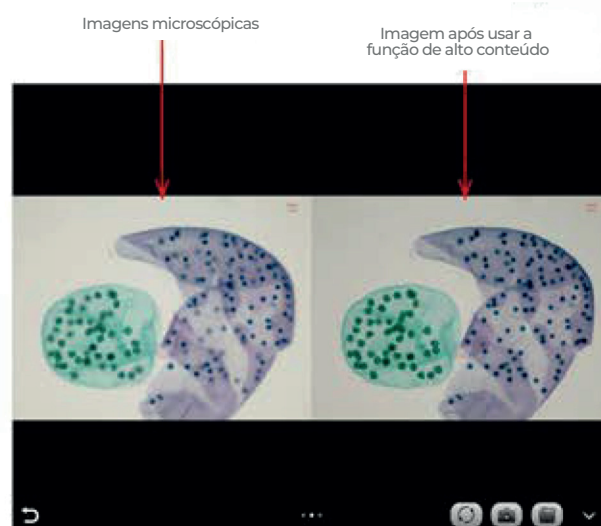 Imagens microscópicas
Imagem após usar a
função de alto conteúdo